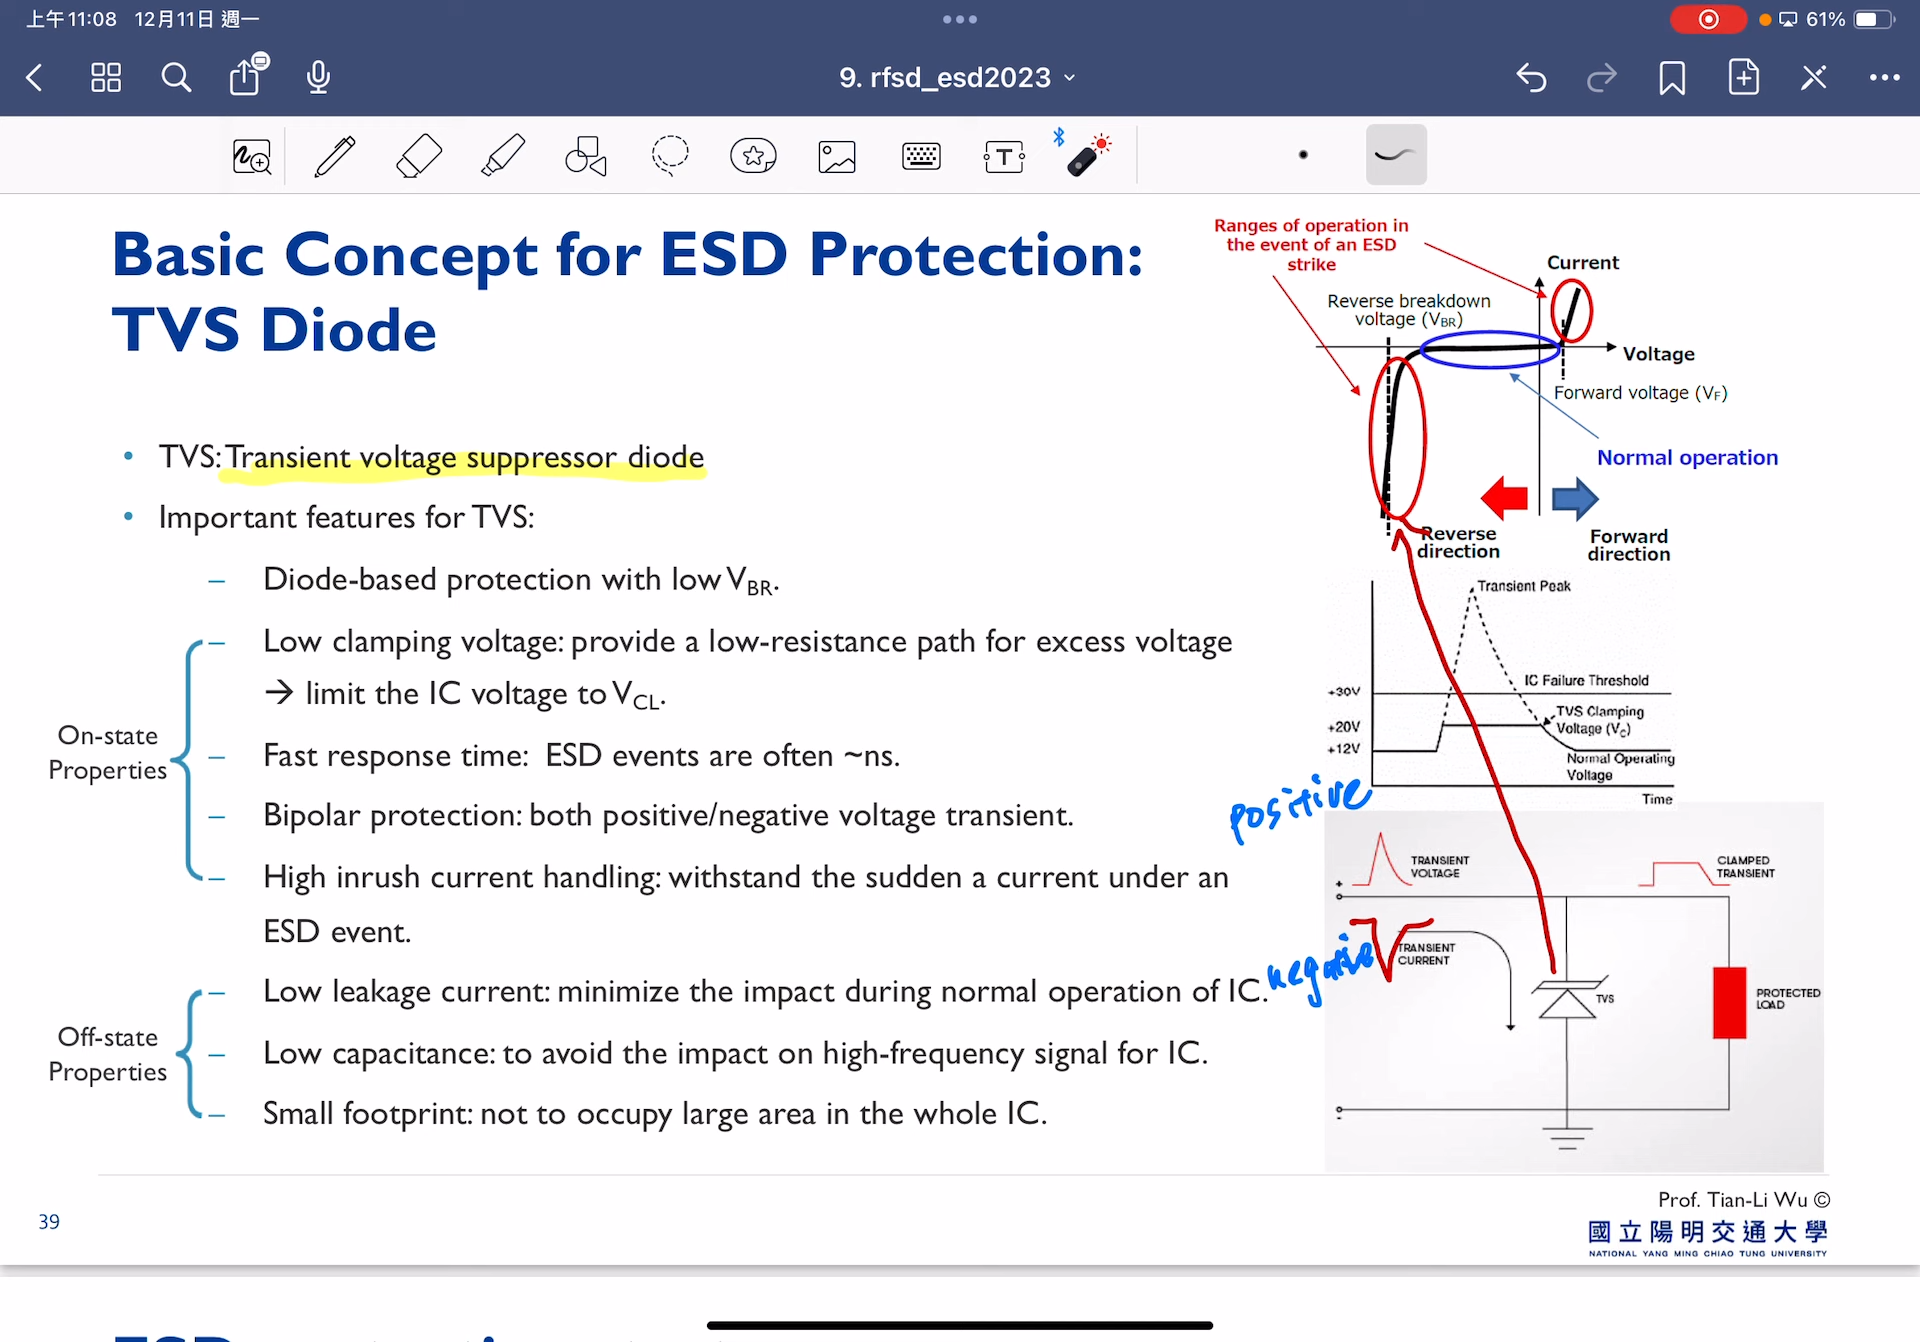 上午11:08 12月11日 週一
61%
9. rfsd_esd2023
T
Basic Concept for ESD Protection:
TVS Diode
• TVS: Transient voltage suppressor diode
• Important features for TVS:
– Diode-based protection with low VBR.
– Low clamping voltage: provide a low-resistance path for excess voltage
→ limit the IC voltage to VCL.
– Fast response time: ESD events are often ~ns.
– Bipolar protection: both positive/negative voltage transient.
– High inrush current handling: withstand the sudden a current under an
ESD event.
– Low leakage current: minimize the impact during normal operation of IC.
– Low capacitance: to avoid the impact on high-frequency signal for IC.
– Small footprint: not to occupy large area in the whole IC.
On-state
Properties
Off-state
Properties
Ranges of operation in
the event of an ESD
strike
Current
Reverse breakdown
voltage (VBR)
Voltage
Forward voltage (VF)
Normal operation
Reverse
direction
Forward
direction
Transient Peak
IC Failure Threshold
+30V
TVS Clamping
Voltage (VC)
+20V
+12V
Normal Operating
Voltage
Time
positive
negative
TRANSIENT
VOLTAGE
CLAMPED
TRANSIENT
+
TRANSIENT
CURRENT
TVS
PROTECTED
LOAD
-
39
Prof. Tian-Li Wu ©
國立陽明交通大學
NATIONAL YANG MING CHIAO TUNG UNIVERSITY